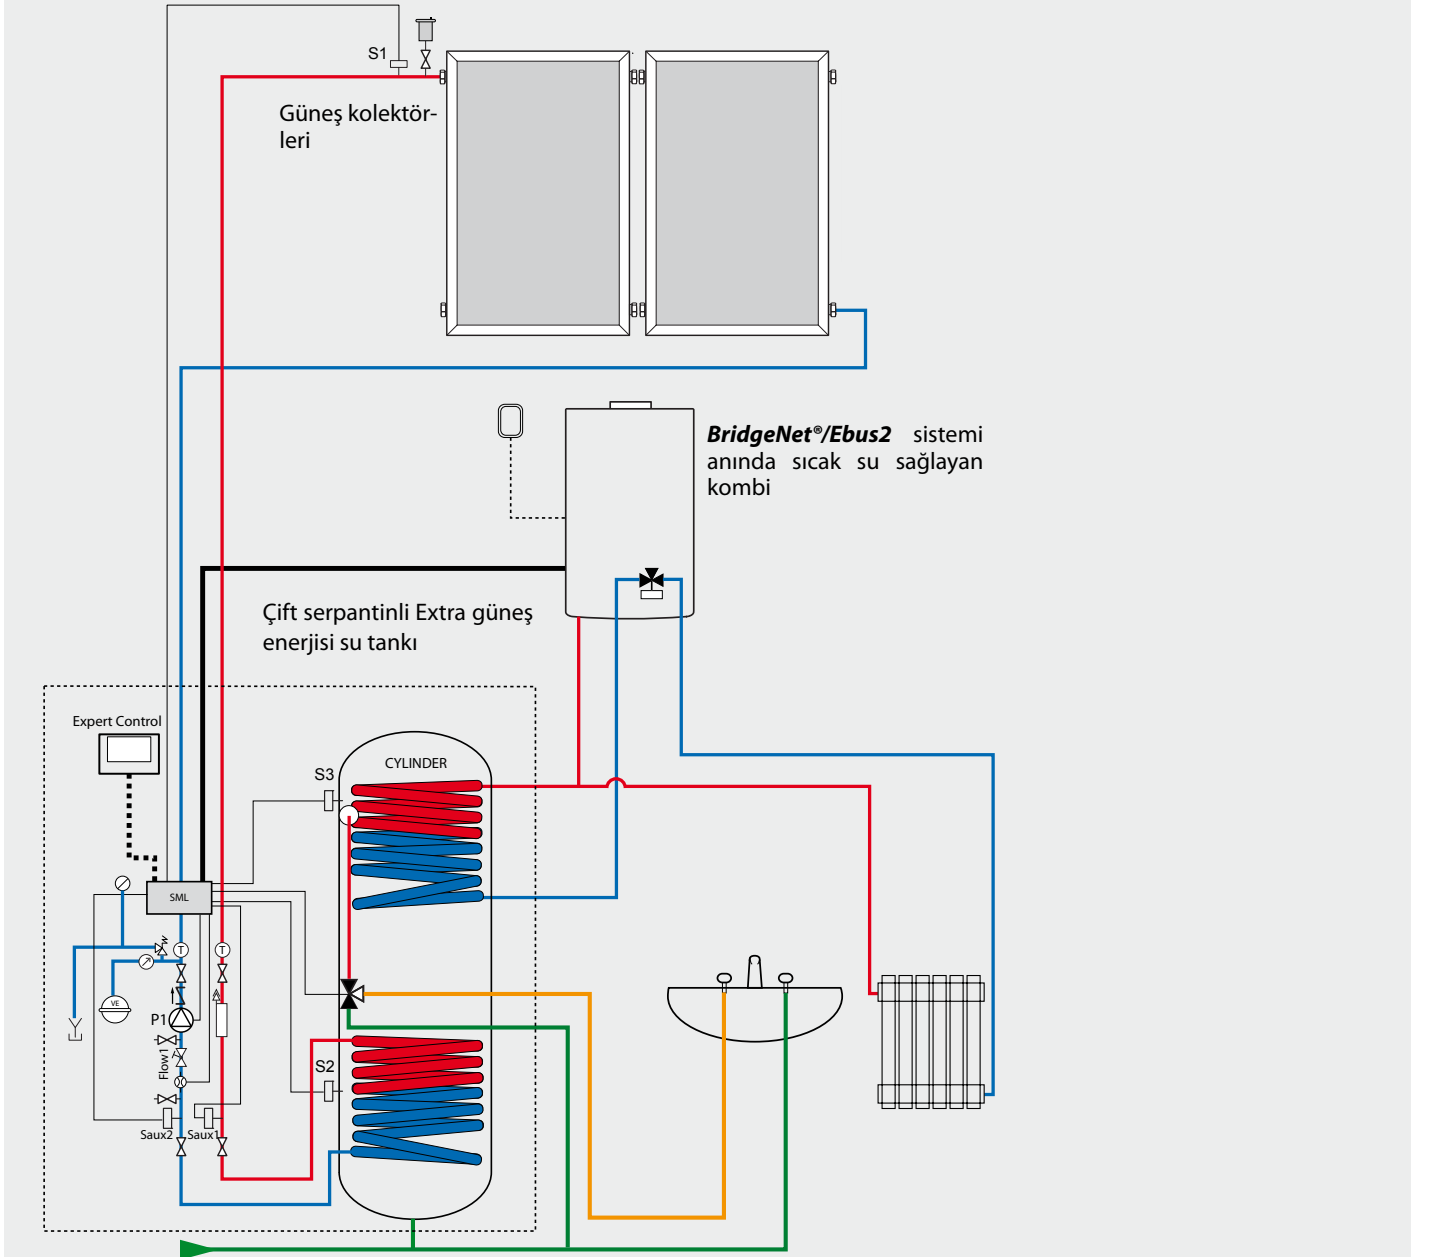 S1
Güneş kolektör-
leri
BridgeNet®/Ebus2 sistemi
anında sıcak su sağlayan
kombi
Çift serpantinli Extra güneş
enerjisi su tankı
Expert Control
CYLINDER
S3
SML
T
T
VE
P1
Flow1
S2
Saux2
Saux1